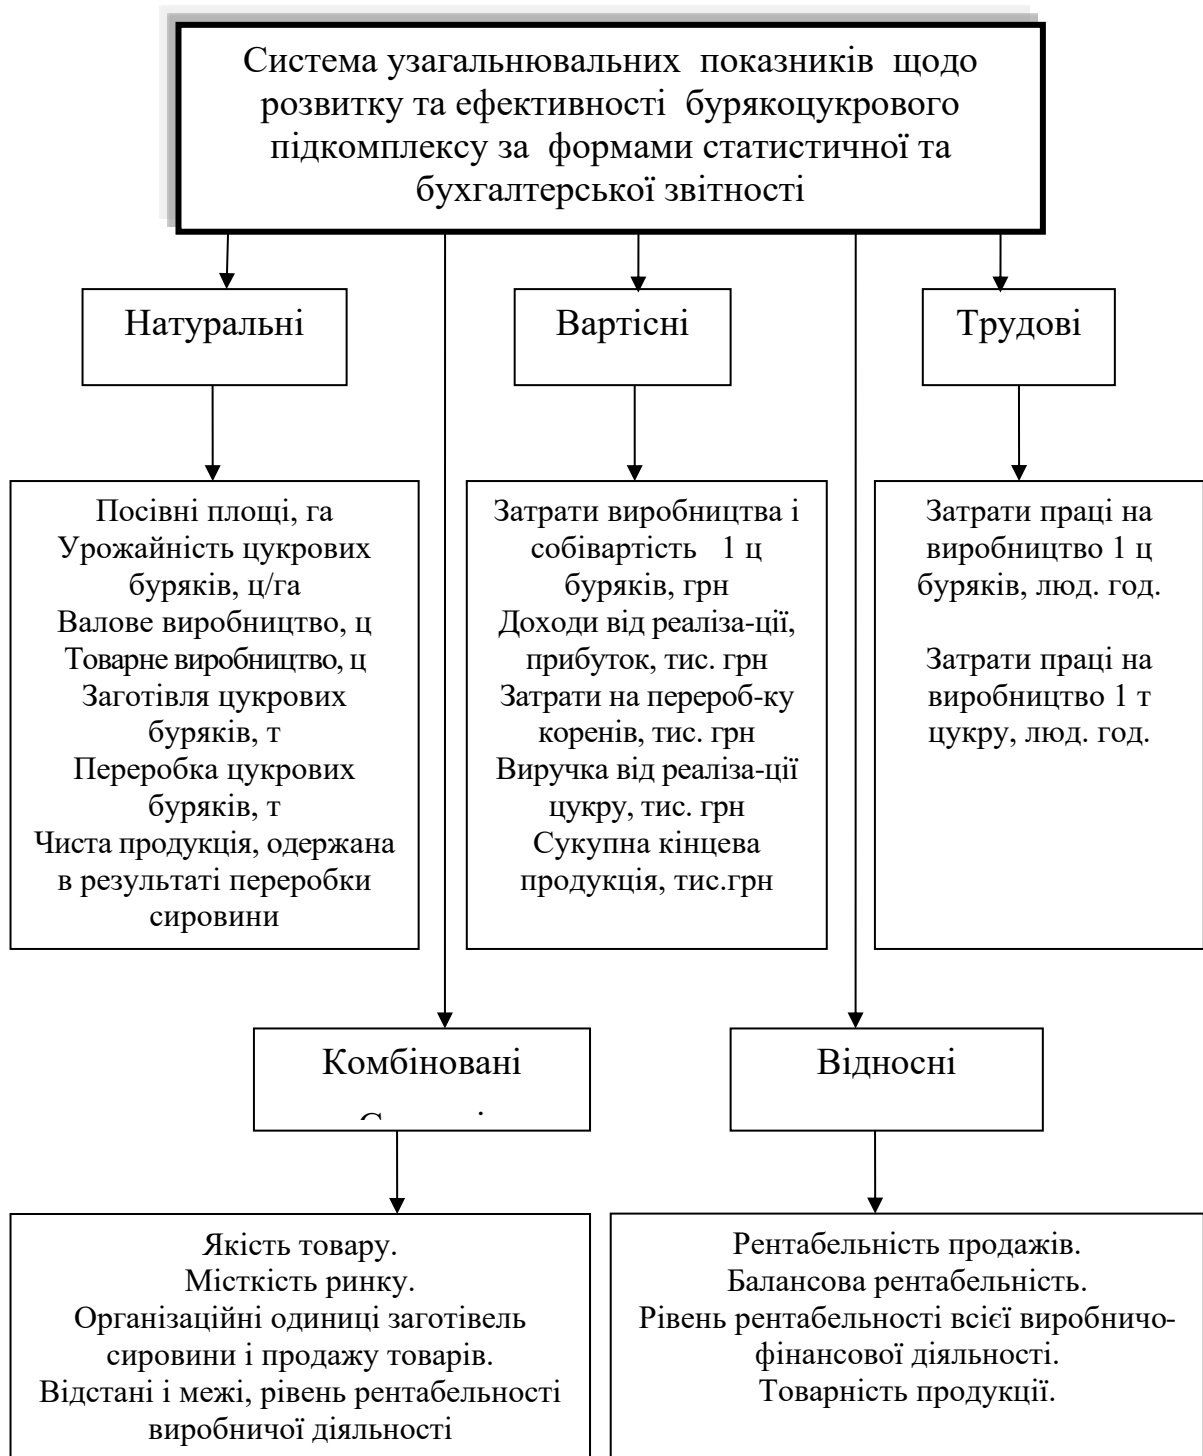 Система узагальнювальних показників щодо
розвитку та ефективності бурякоцукрового
підкомплексу за формами статистичної та
бухгалтерської звітності
Натуральні
Вартісні
Трудові
Посівні площі, га
Урожайність цукрових
буряків, ц/га
Валове виробництво, ц
Товарне виробництво, ц
Заготівля цукрових
буряків, т
Переробка цукрових
буряків, т
Чиста продукція, одержана
в результаті переробки
сировини
Затрати виробництва і
собівартість 1 ц
буряків, грн
Доходи від реаліза-ції,
прибуток, тис. грн
Затрати на перероб-ку
коренів, тис. грн
Виручка від реаліза-ції
цукру, тис. грн
Сукупна кінцева
продукція, тис.грн
Затрати праці на
виробництво 1 ц
буряків, люд. год.
Затрати праці на
виробництво 1 т
цукру, люд. год.
Комбіновані
Відносні
Якість товару.
Місткість ринку.
Організаційні одиниці заготівель
сировини і продажу товарів.
Відстані і межі, рівень рентабельності
виробничої діяльності
Рентабельність продажів.
Балансова рентабельність.
Рівень рентабельності всієї виробничо-
фінансової діяльності.
Товарність продукції.